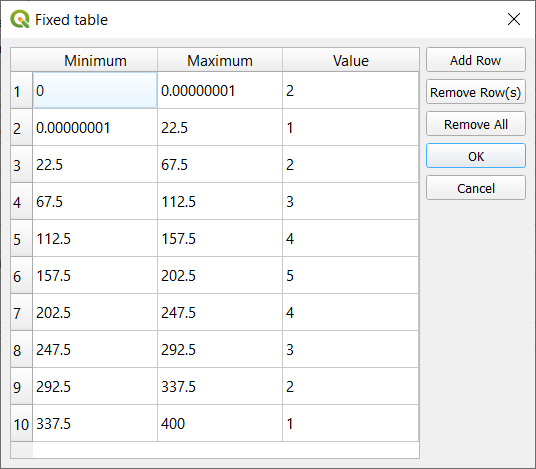 Fixed table
Minimum Maximum Value
1 0 0.00000001 2
2 0.00000001 22.5 1
3 22.5 67.5 2
4 67.5 112.5 3
5 112.5 157.5 4
6 157.5 202.5 5
7 202.5 247.5 4
8 247.5 292.5 3
9 292.5 337.5 2
10 337.5 400 1
Add Row
Remove Row(s)
Remove All
OK
Cancel